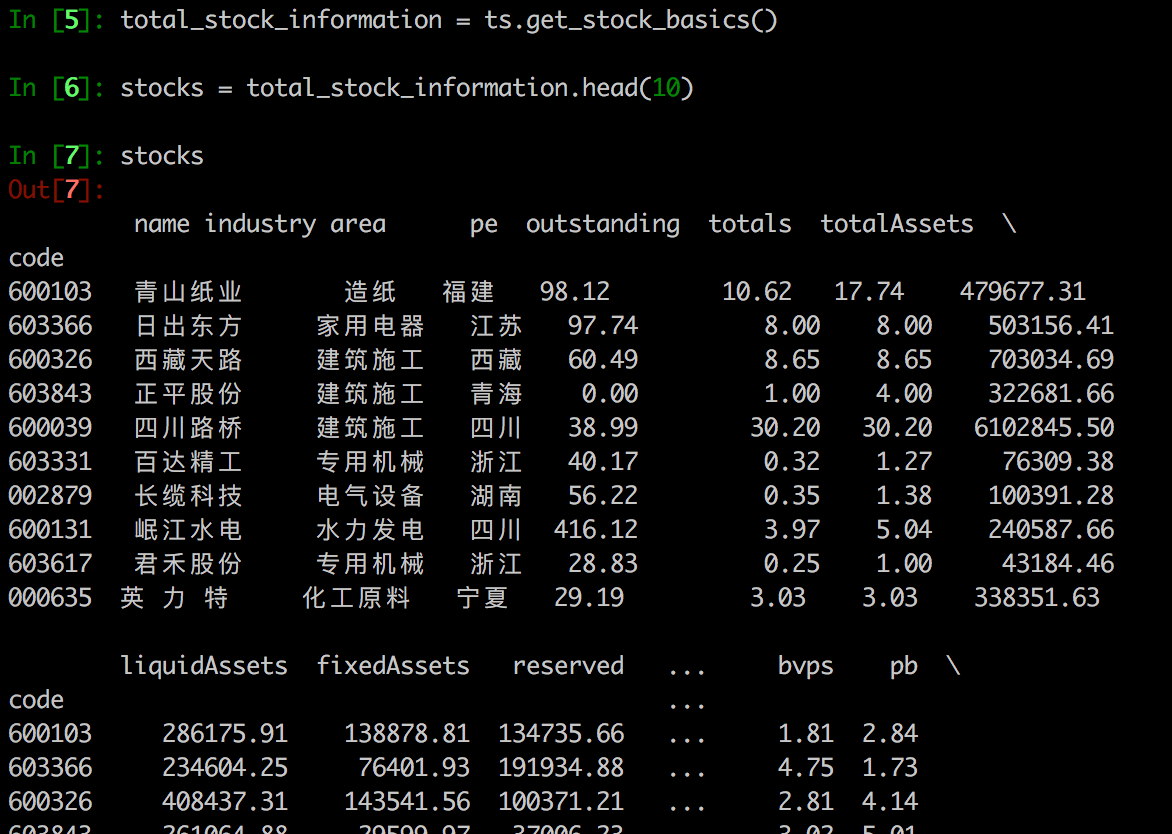 In [5]: total_stock_information = ts.get_stock_basics()
In [6]: stocks = total_stock_information.head(10)
In [7]: stocks
Out[7]:
name industry area pe outstanding totals totalAssets \
code
600103 青山纸业 造纸 福建 98.12 10.62 17.74 479677.31
603366 日出东方 家用电器 江苏 97.74 8.00 8.00 503156.41
600326 西藏天路 建筑施工 西藏 60.49 8.65 8.65 703034.69
603843 正平股份 建筑施工 青海 0.00 1.00 4.00 322681.66
600039 四川路桥 建筑施工 四川 38.99 30.20 30.20 6102845.50
603331 百达精工 专用机械 浙江 40.17 0.32 1.27 76309.38
002879 长缆科技 电气设备 湖南 56.22 0.35 1.38 100391.28
600131 岷江水电 水力发电 四川 416.12 3.97 5.04 240587.66
603617 君禾股份 专用机械 浙江 28.83 0.25 1.00 43184.46
000635 英 力 特 化工原料 宁夏 29.19 3.03 3.03 338351.63
liquidAssets fixedAssets reserved ... bvps pb \
code ...
600103 286175.91 138878.81 134735.66 ... 1.81 2.84
603366 234604.25 76401.93 191934.88 ... 4.75 1.73
600326 408437.31 143541.56 100371.21 ... 2.81 4.14
603843 261064.88 29599.97 37006.23 ... 3.02 5.01